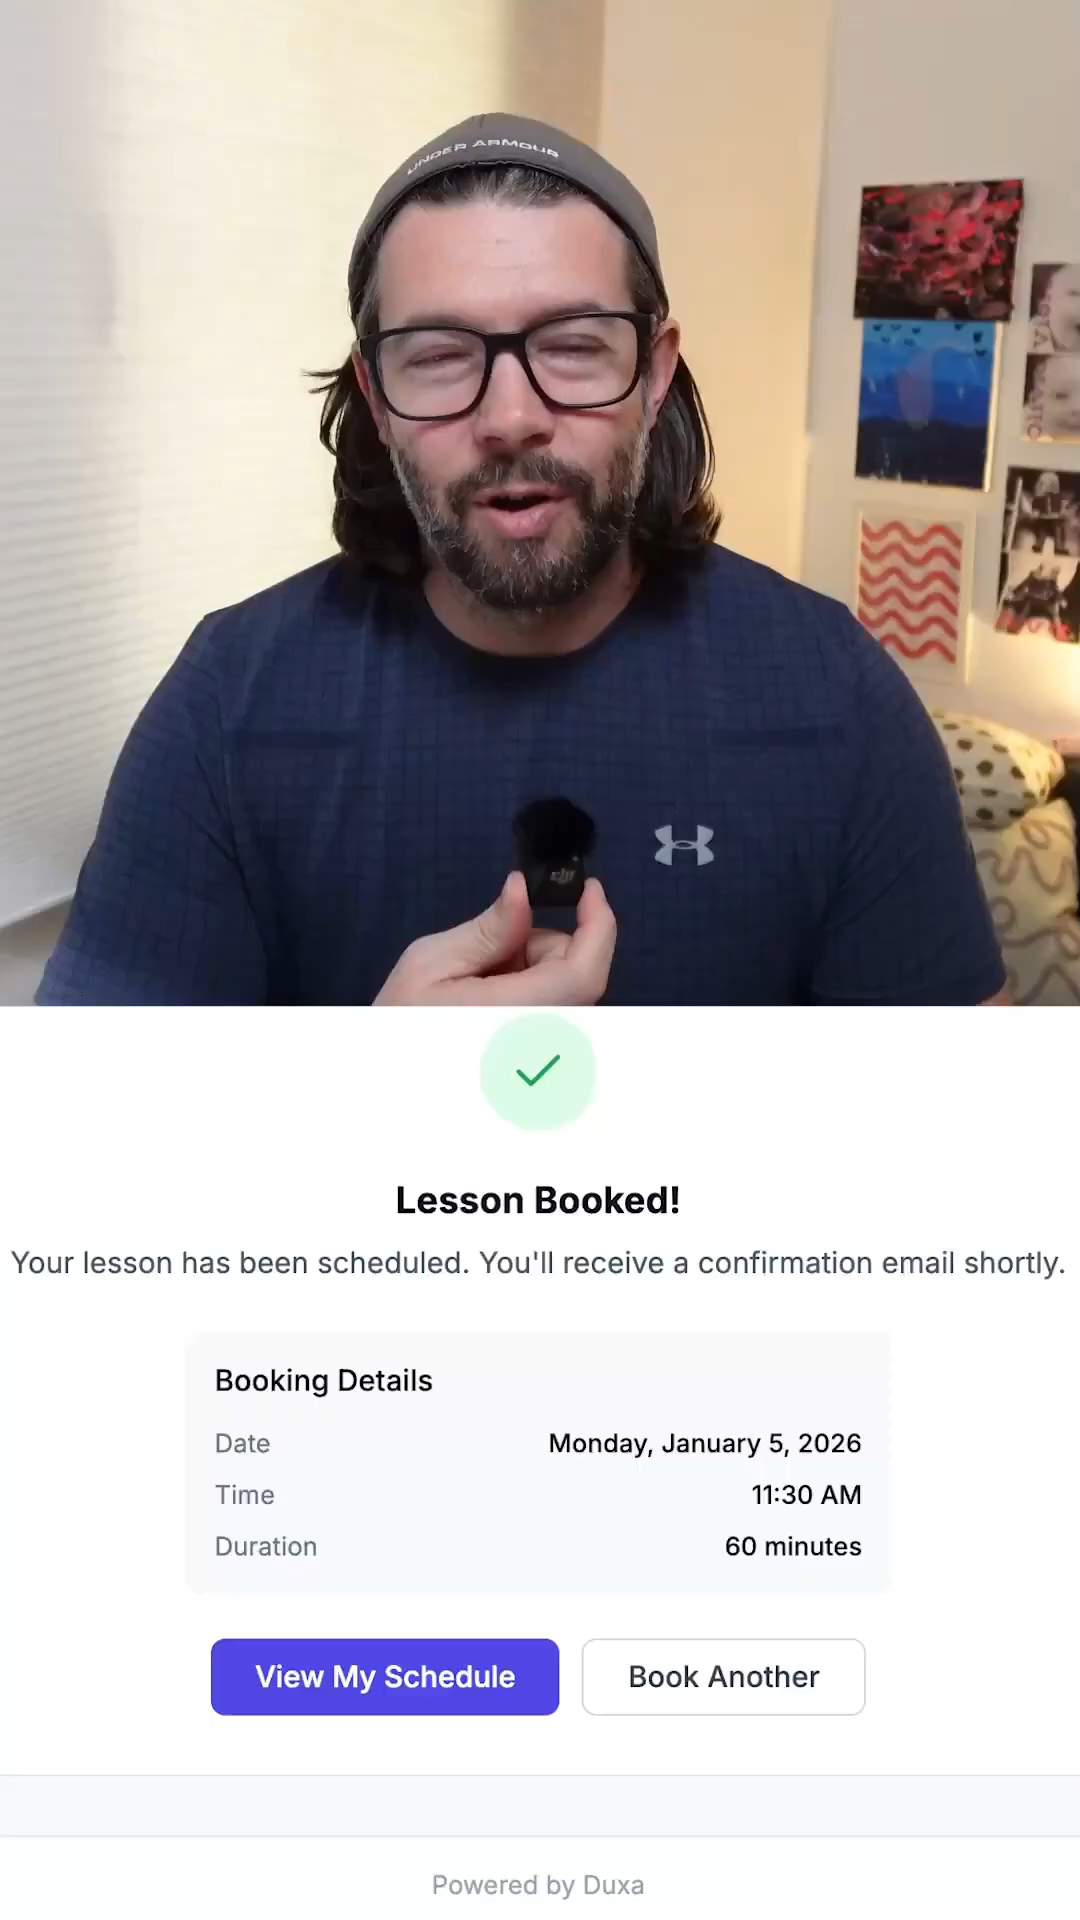 UNDER ARMOUR
dji
Lesson Booked!
Your lesson has been scheduled. You'll receive a confirmation email shortly.
Booking Details
Date Monday, January 5, 2026
Time 11:30 AM
Duration 60 minutes
View My Schedule Book Another
Powered by Duxa